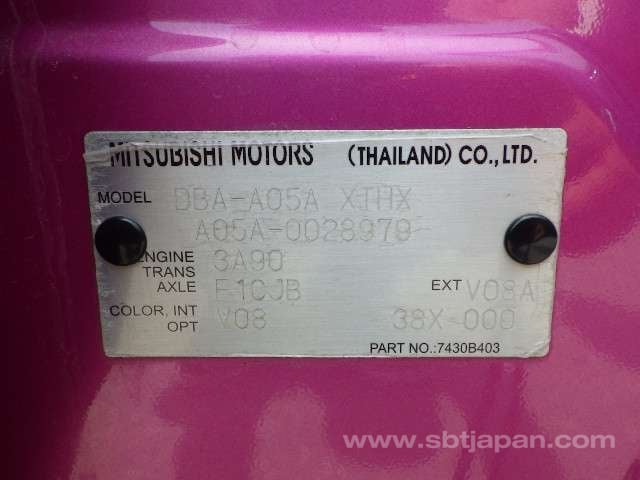 MITSUBISHI MOTORS (THAILAND) CO., LTD.
MODEL DBA-A05A XTHX
A05A-0028979
ENGINE 3A90
TRANS
AXLE F1CJB EXT V08A
COLOR, INT V08 38X-000
OPT
PART NO.:7430B403
www.sbtjapan.com